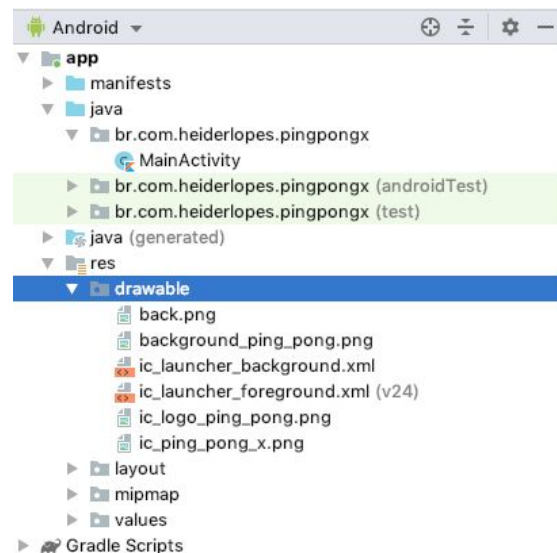 Android
app
manifests
java
br.com.heiderlopes.pingpongx
MainActivity
br.com.heiderlopes.pingpongx (androidTest)
br.com.heiderlopes.pingpongx (test)
java (generated)
res
drawable
back.png
background_ping_pong.png
ic_launcher_background.xml
ic_launcher_foreground.xml (v24)
ic_logo_ping_pong.png
ic_ping_pong_x.png
layout
mipmap
values
Gradle Scripts